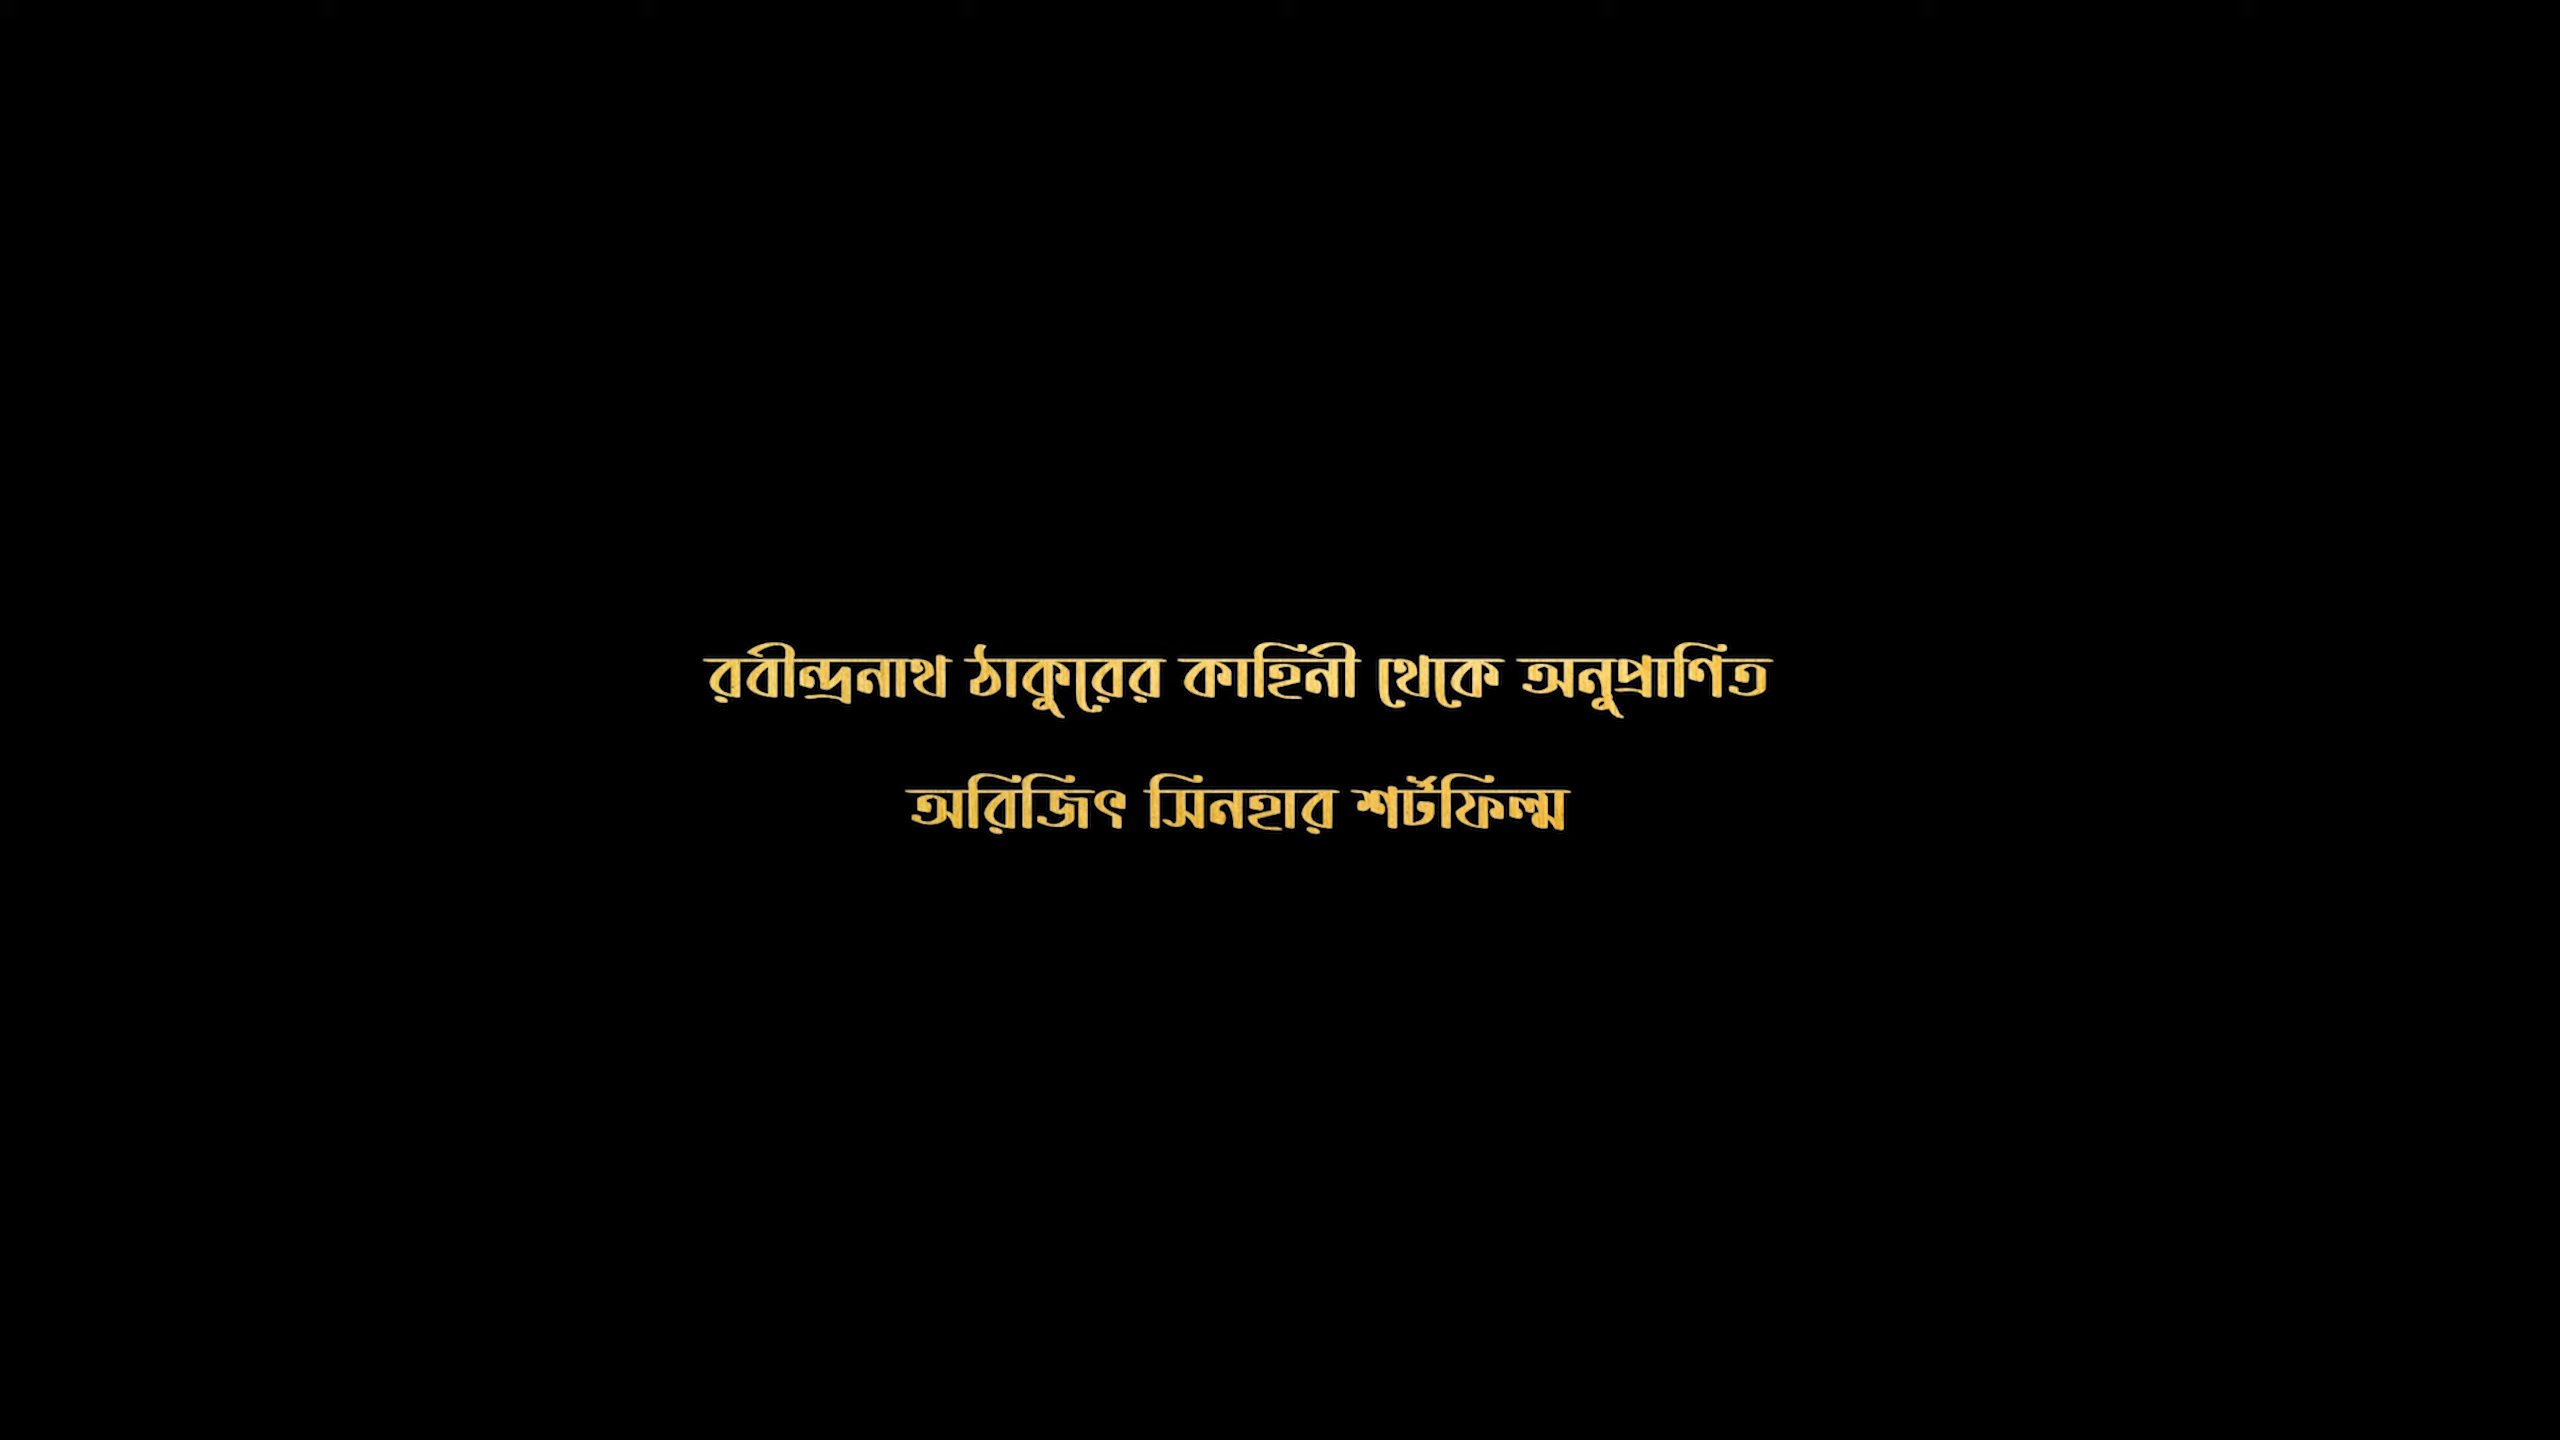 রবীন্দ্রনাথ ঠাকুরের কাহিনী থেকে অনুপ্রাণিত
অরিজিৎ সিনহার শর্টফিল্ম